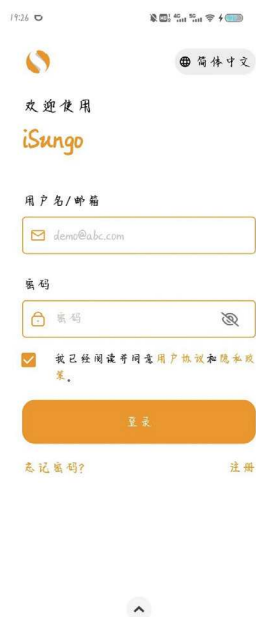 19:26
简体中文
欢迎使用
iSungo
用户名/邮箱
demo@abc.com
密码
密码
我已经阅读并同意用户协议和隐私政
策。
登录
忘记密码?
注册